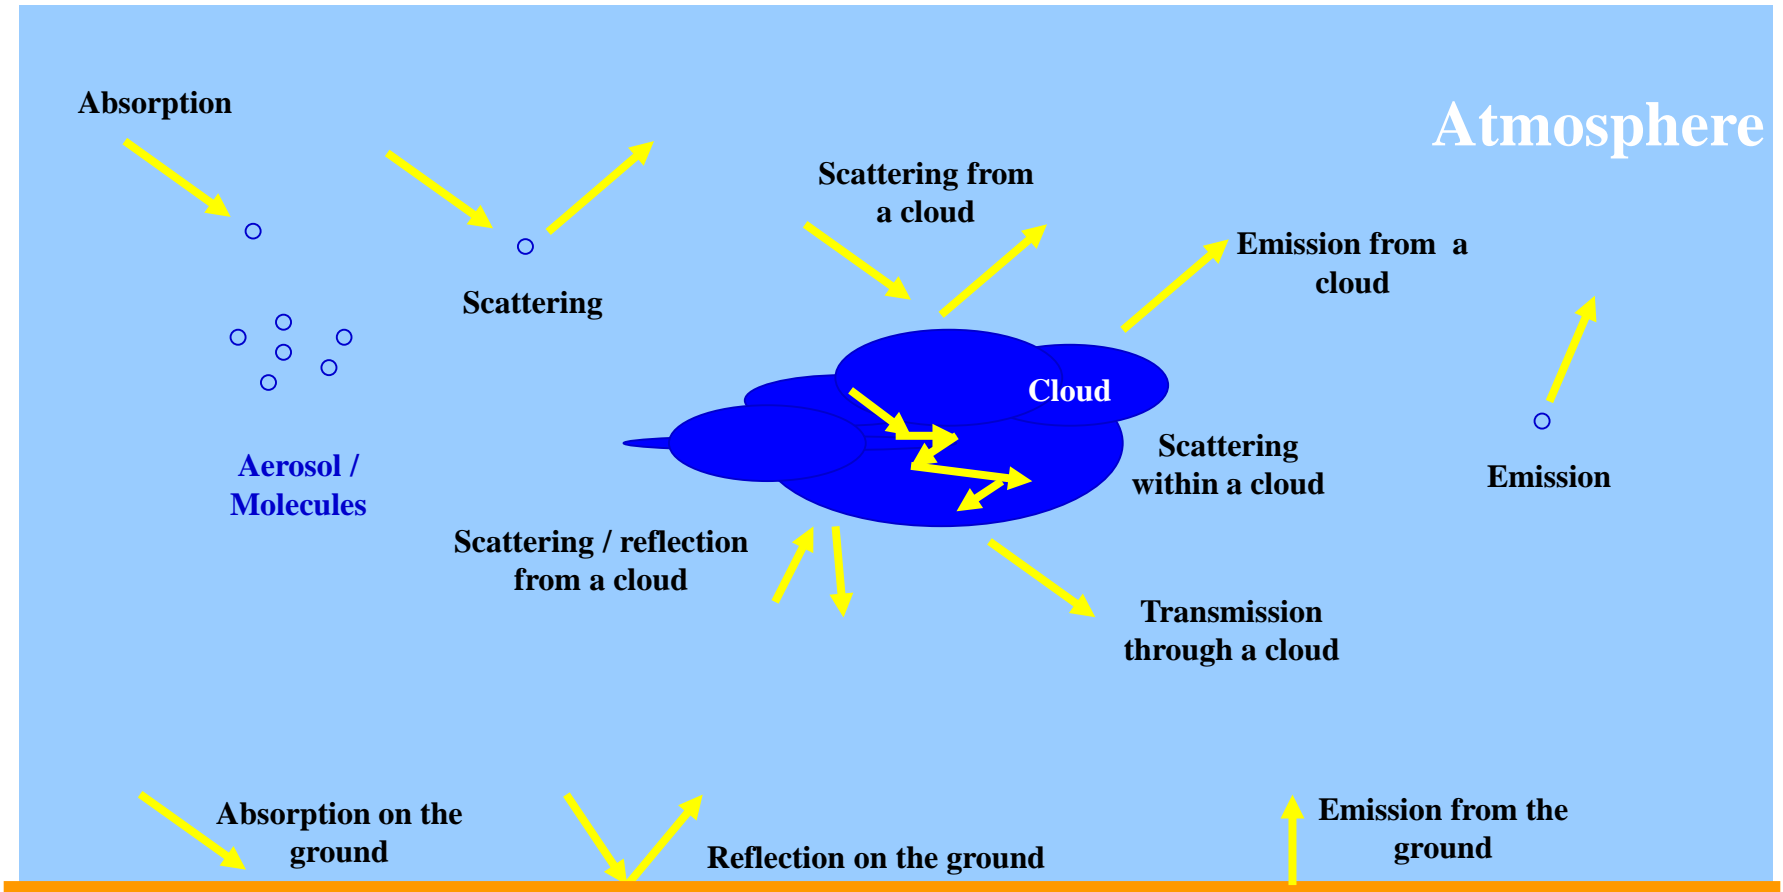 Absorption
Atmosphere
Scattering from
a cloud
Emission from a
cloud
Scattering
Cloud
Scattering
within a cloud
Aerosol /
Molecules
Emission
Scattering / reflection
from a cloud
Transmission
through a cloud
Absorption on the
ground
Reflection on the ground
Emission from the
ground